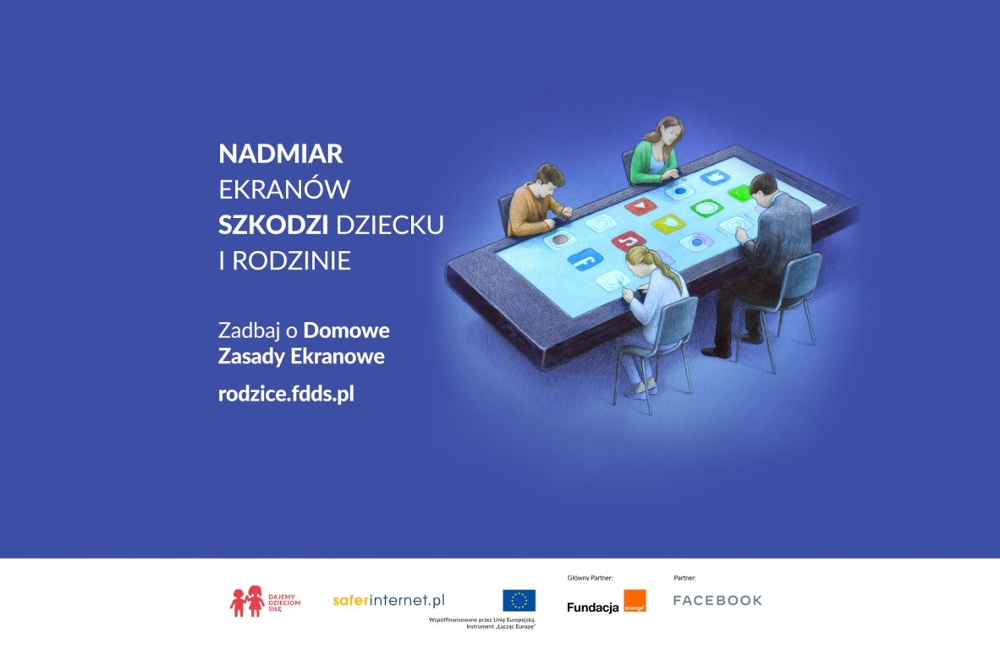 NADMIAR
EKRANÓW
SZKODZI DZIECKU
I RODZINIE
Zadbaj o Domowe
Zasady Ekranowe
rodzice.fdds.pl
DAJEMY
DZIECIOM
SIŁĘ
saferinternet.pl
Współfinansowane przez Unię Europejską.
Instrument „Łącząc Europę”
Główny Partner:
Fundacja
orange
Partner:
FACEBOOK